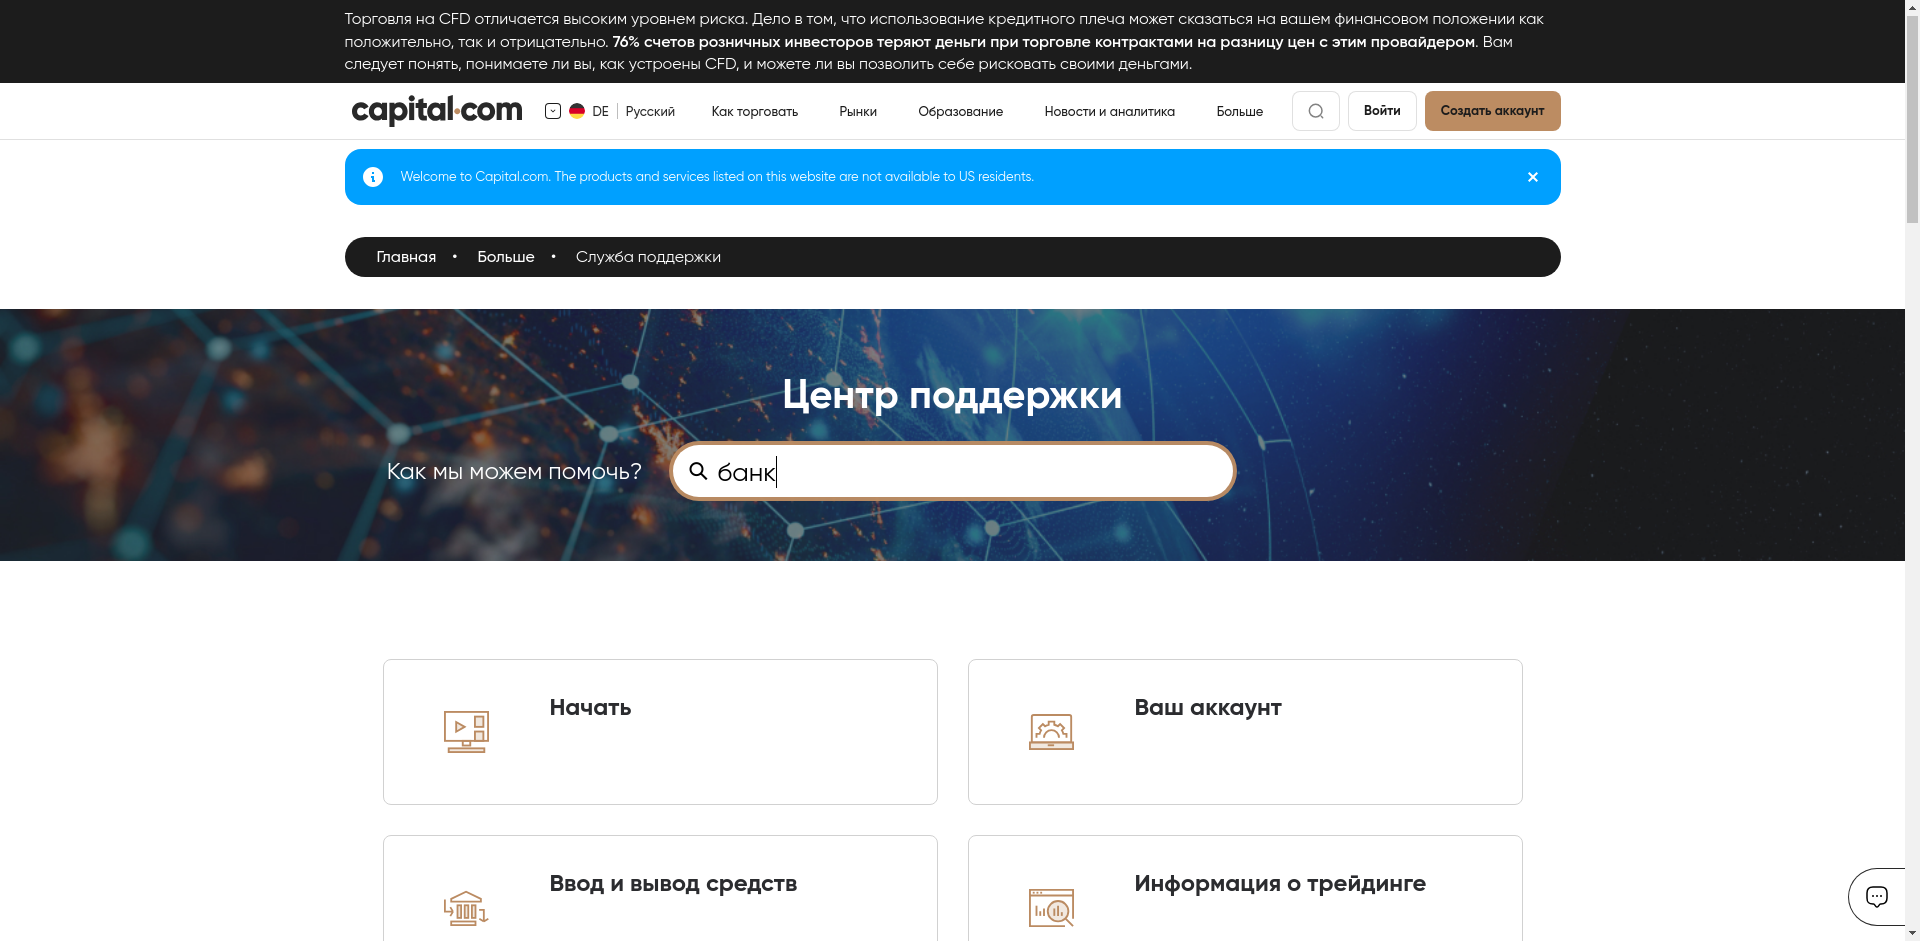 Торговля на CFD отличается высоким уровнем риска. Дело в том, что использование кредитного плеча может сказаться на вашем финансовом положении как
положительно, так и отрицательно. 76% счетов розничных инвесторов теряют деньги при торговле контрактами на разницу цен с этим провайдером. Вам
следует понять, понимаете ли вы, как устроены CFD, и можете ли вы позволить себе рисковать своими деньгами.
capital.com DE Русский Как торговать Рынки Образование Новости и аналитика Больше Войти Создать аккаунт
Welcome to Capital.com. The products and services listed on this website are not available to US residents.
Главная • Больше • Служба поддержки
Центр поддержки
Как мы можем помочь? банк
Начать Ваш аккаунт
Ввод и вывод средств Информация о трейдинге